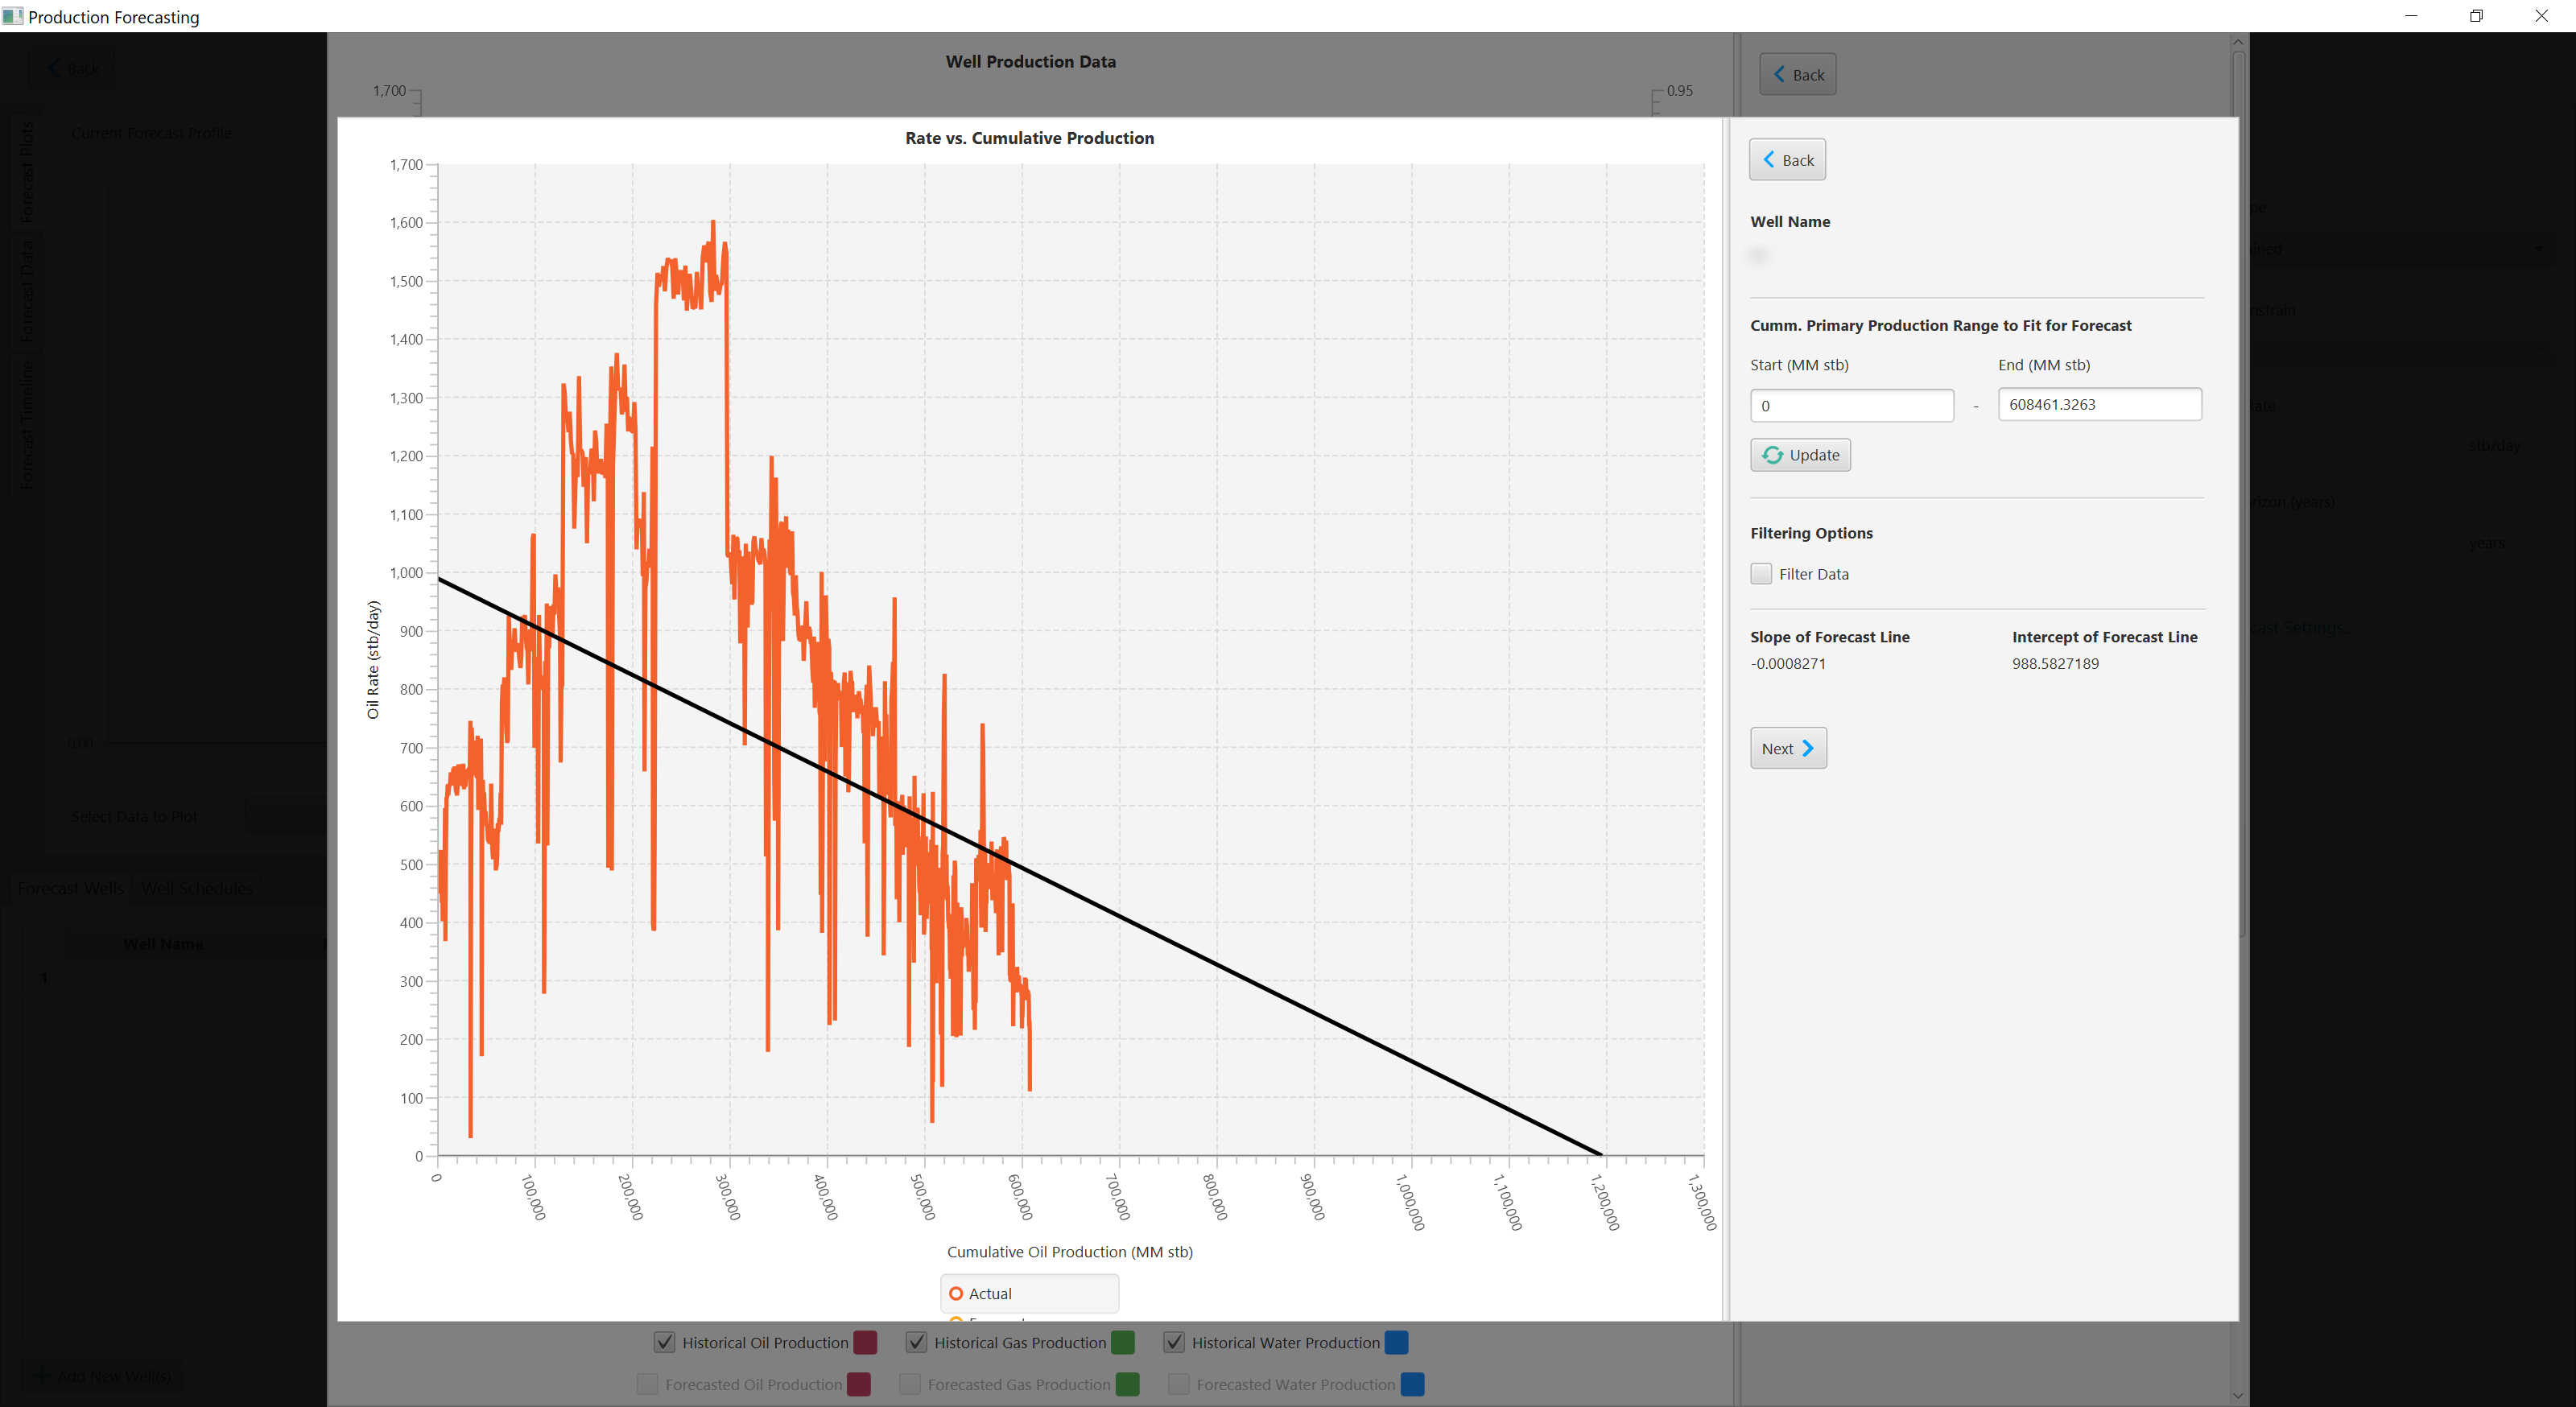 Production Forecasting
Back
Current Forecast Profile
Forecast Plots
Forecast Data
Forecast Timeline
Select Data to Plot
Forecast Wells
Well Schedules
Well Name
1
Add New Well(s)
Well Production Data
1,700
0.95
Back
Rate vs. Cumulative Production
1,700
1,600
1,500
1,400
1,300
1,200
1,100
1,000
900
800
700
600
500
400
300
200
100
0
Oil Rate (stb/day)
0
100,000
200,000
300,000
400,000
500,000
600,000
700,000
800,000
900,000
1,000,000
1,100,000
1,200,000
1,300,000
Cumulative Oil Production (MM stb)
Actual
Back
Well Name
Cumm. Primary Production Range to Fit for Forecast
Start (MM stb)
End (MM stb)
0
-
608461.3263
Update
Filtering Options
Filter Data
Slope of Forecast Line
Intercept of Forecast Line
-0.0008271
988.5827189
Next
Historical Oil Production
Historical Gas Production
Historical Water Production
Forecasted Oil Production
Forecasted Gas Production
Forecasted Water Production
stb/day
years